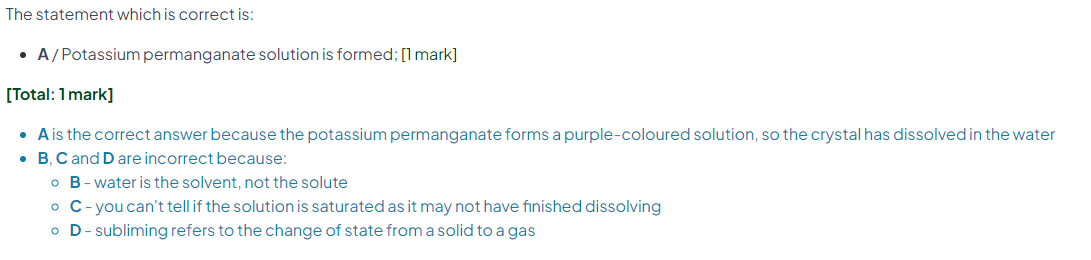 The statement which is correct is:
• A / Potassium permanganate solution is formed; [1 mark]
[Total: 1 mark]
• A is the correct answer because the potassium permanganate forms a purple-coloured solution, so the crystal has dissolved in the water
• B, C and D are incorrect because:
◦ B - water is the solvent, not the solute
◦ C - you can't tell if the solution is saturated as it may not have finished dissolving
◦ D - subliming refers to the change of state from a solid to a gas